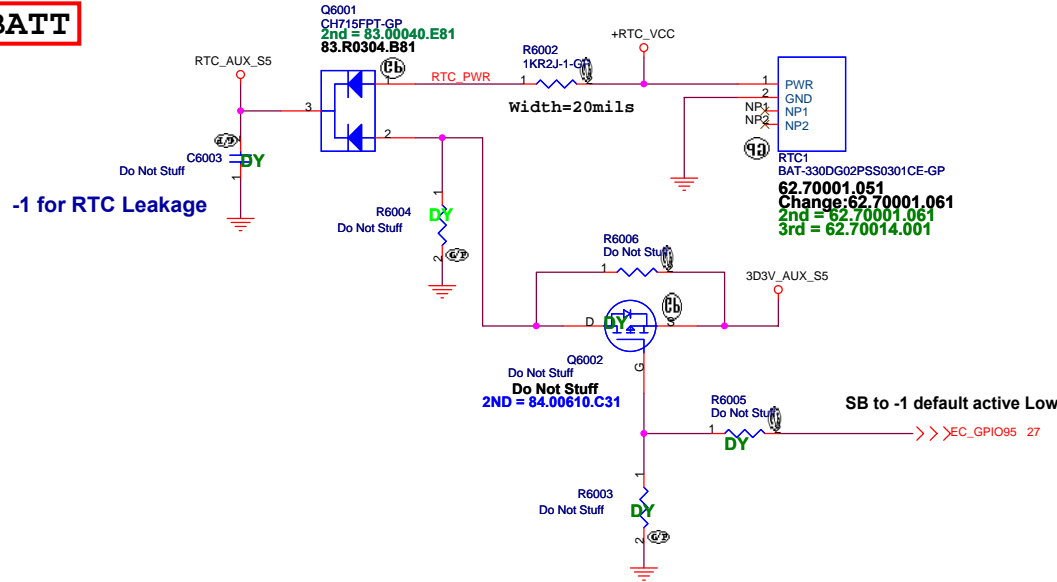 BATT
Q6001
CH715FPT-GP
2nd = 83.00040.E81
83.R0304.B81
RTC_AUX_S5
3
1
2
RTC_PWR
R6002
1KR2J-1-GP
1
Width=20mils
+RTC_VCC
1
2
NP1
NP2
PWR
GND
NP1
NP2
RTC1
BAT-330DG02PSS0301CE-GP
62.70001.051
Change:62.70001.061
2nd = 62.70001.061
3rd = 62.70014.001
C6003
DY
Do Not Stuff
1
-1 for RTC Leakage
1
R6004
DY
Do Not Stuff
2
R6006
Do Not Stuff
1
3D3V_AUX_S5
D
DY
S
G
Q6002
Do Not Stuff
Do Not Stuff
2ND = 84.00610.C31
R6005
Do Not Stuff
1
DY
SB to -1 default active Low
EC_GPIO95 27
1
R6003
Do Not Stuff
DY
2